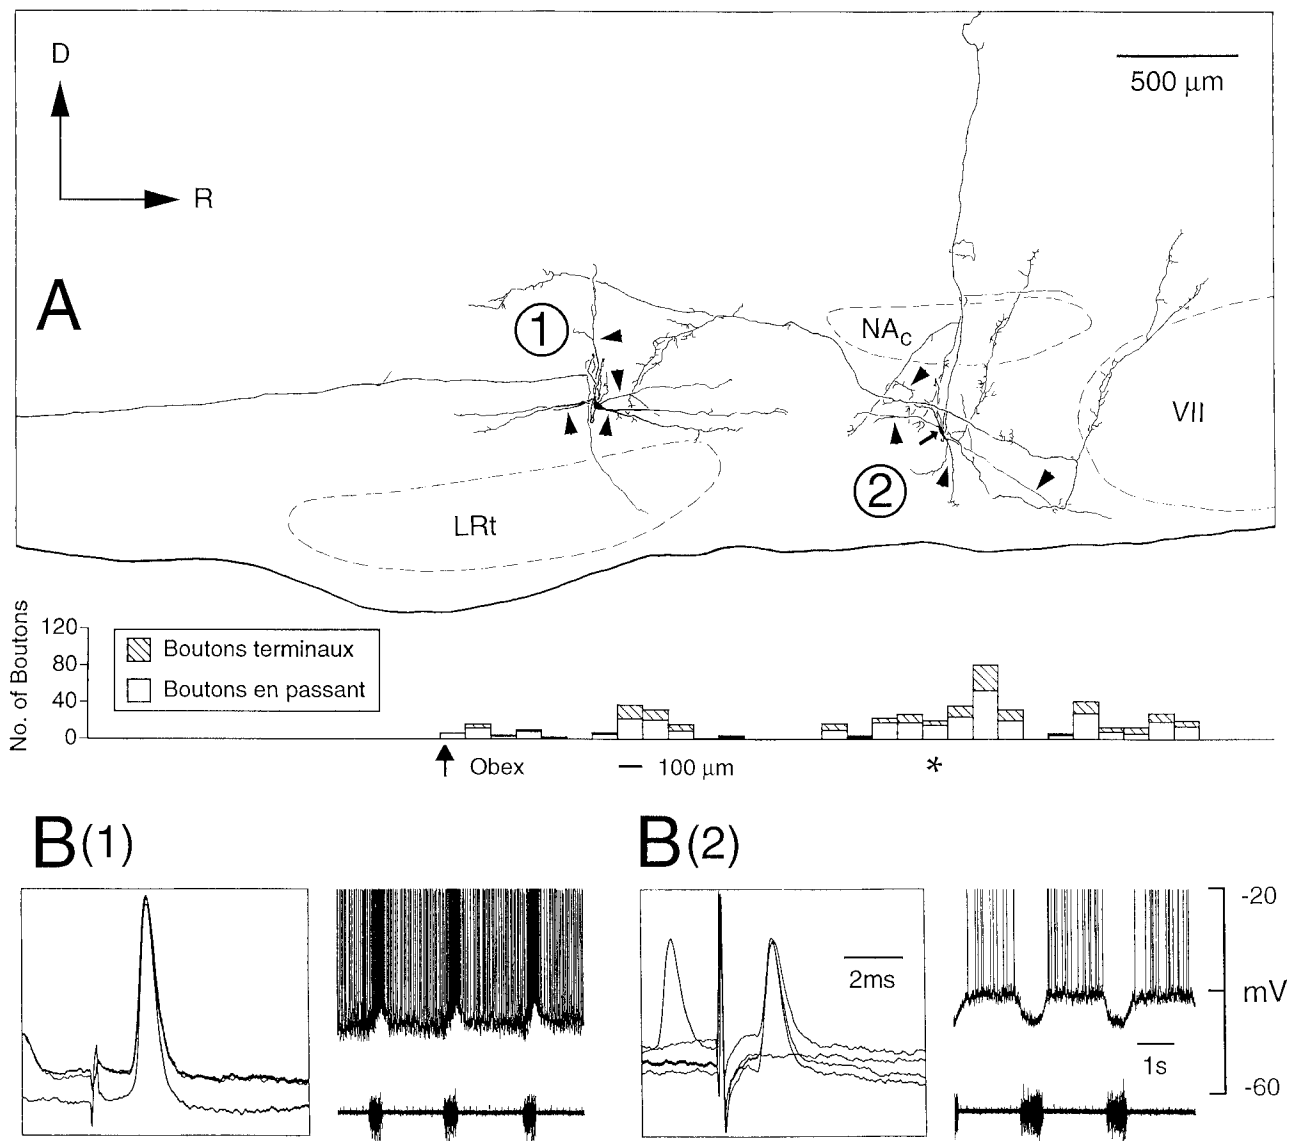 D
R
500 μm
A
1
2
NAc
VII
LRt
No. of Boutons
120
80
40
0
Boutons terminaux
Boutons en passant
Obex
100 μm
*
B(1)
B(2)
2ms
1s
-20
mV
-60